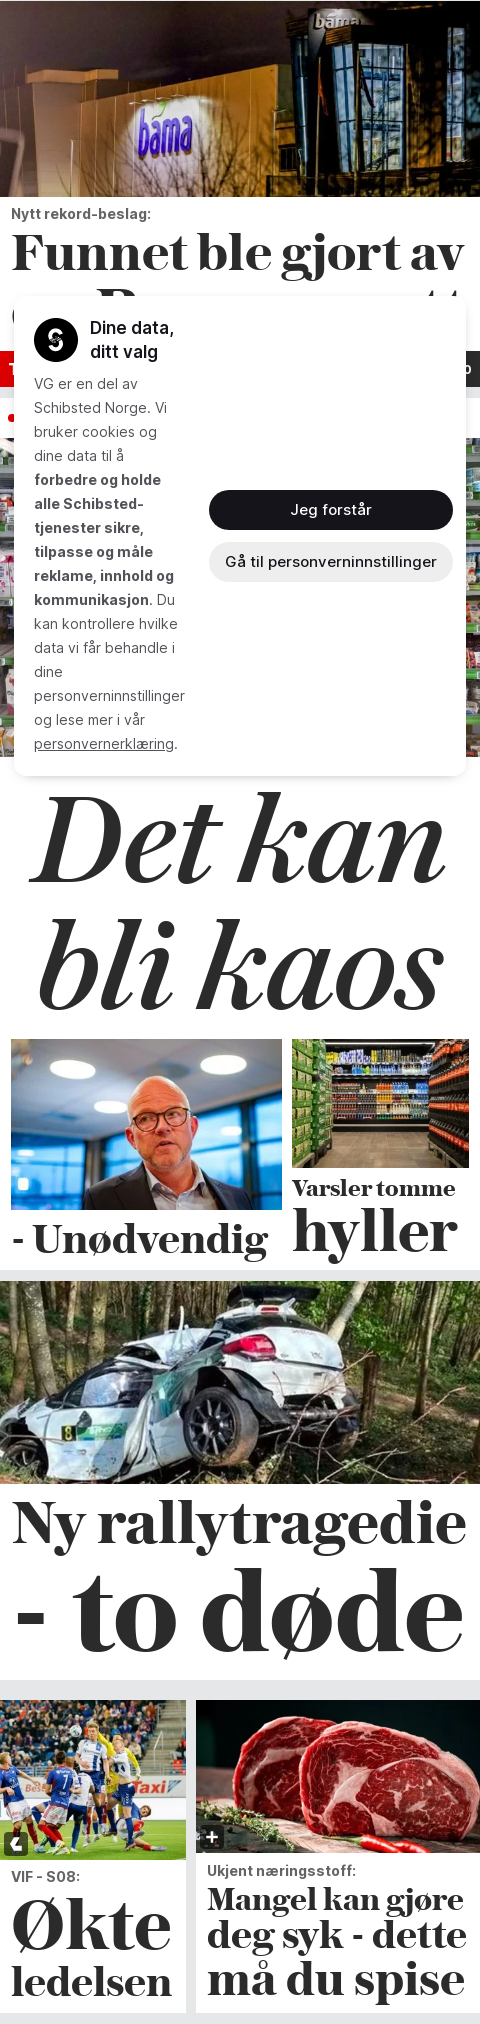 bama
bama
Nytt rekord-beslag:
Funnet ble gjort av
Dine data,
ditt valg
VG er en del av
Schibsted Norge. Vi
bruker cookies og
dine data til å
forbedre og holde
alle Schibsted-
tjenester sikre,
tilpasse og måle
reklame, innhold og
kommunikasjon. Du
kan kontrollere hvilke
data vi får behandle i
dine
personverninnstillinger
og lese mer i vår
personvernerklæring.
Jeg forstår
Gå til personverninnstillinger
Det kan
bli kaos
- Unødvendig
Varsler tomme
hyller
8
Ny rallytragedie
- to døde
Taxi
7
VIF - S08:
Økte
ledelsen
Ukjent næringsstoff:
Mangel kan gjøre
deg syk - dette
må du spise